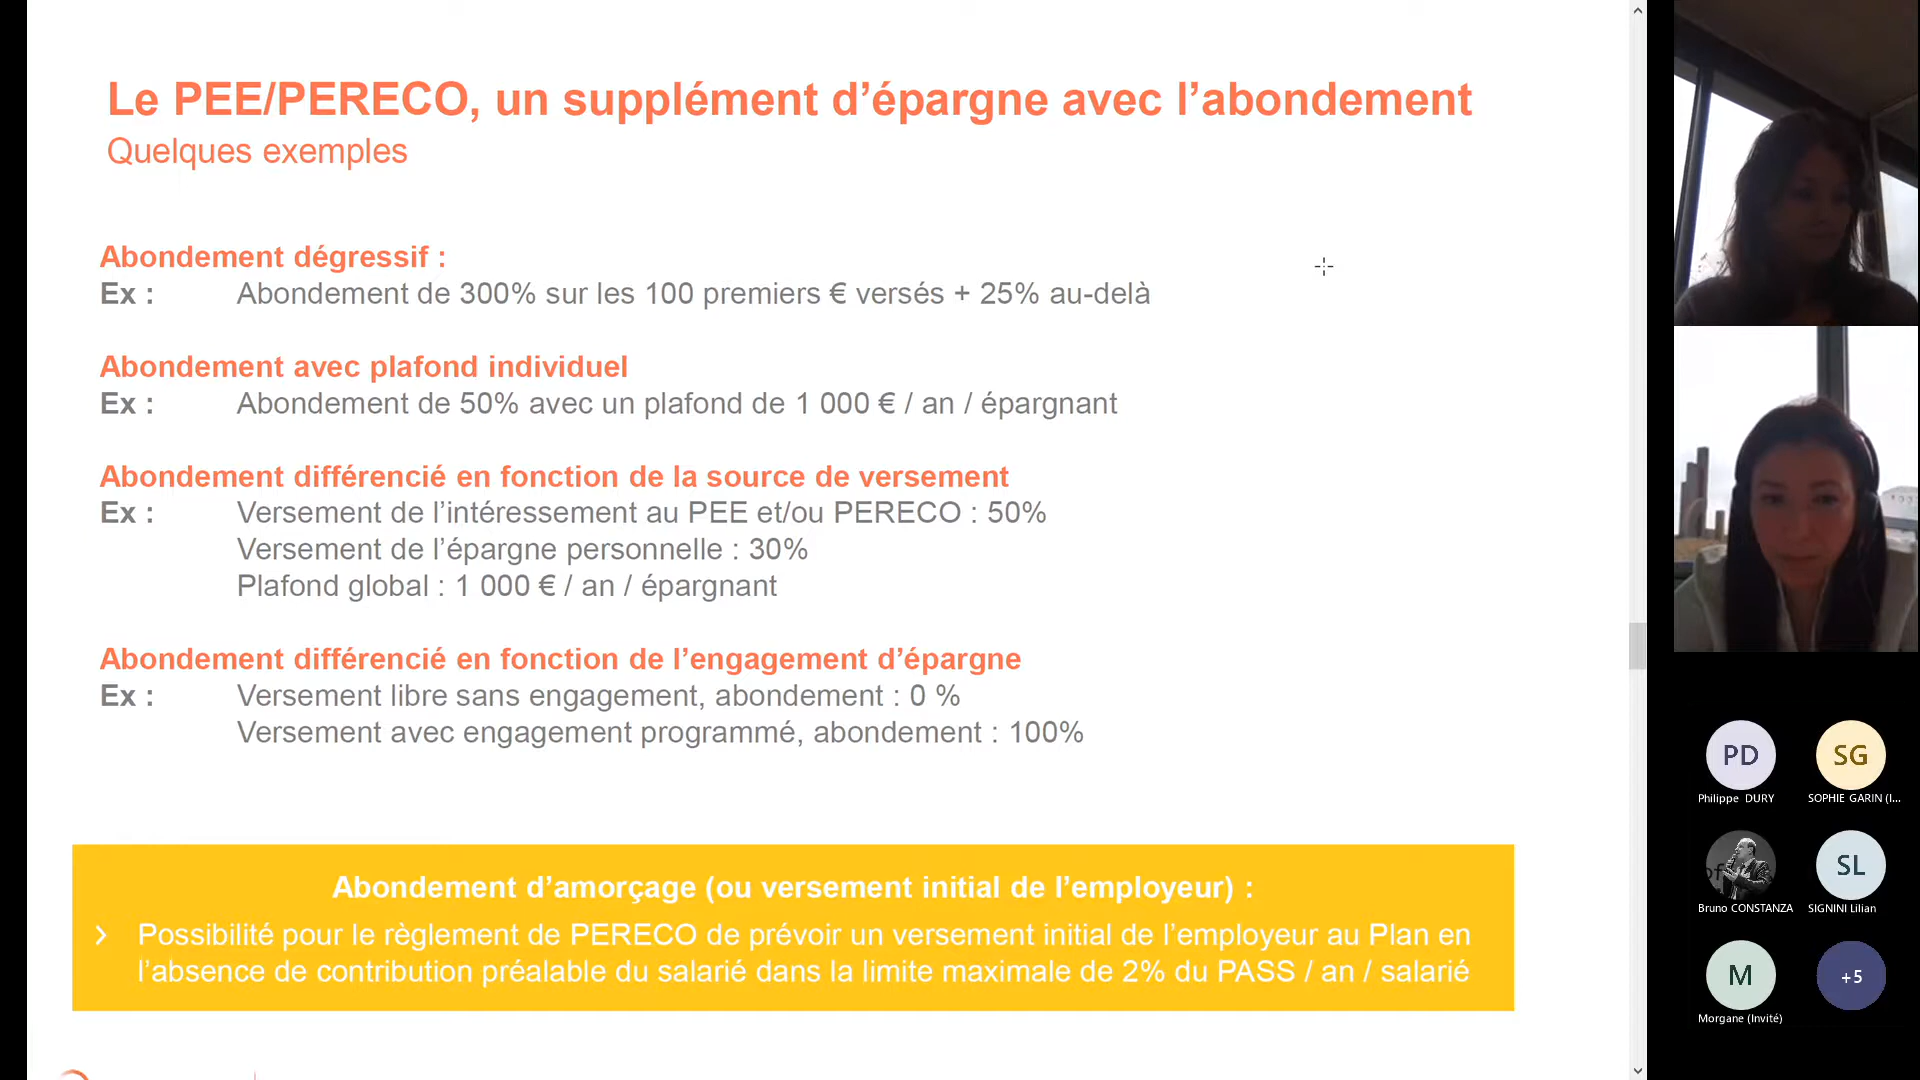 Le PEE/PERECO, un supplément d’épargne avec l’abondement
Quelques exemples
Abondement dégressif :
Ex : Abondement de 300% sur les 100 premiers € versés + 25% au-delà
Abondement avec plafond individuel
Ex : Abondement de 50% avec un plafond de 1 000 € / an / épargnant
Abondement différencié en fonction de la source de versement
Ex : Versement de l’intéressement au PEE et/ou PERECO : 50%
Versement de l’épargne personnelle : 30%
Plafond global : 1 000 € / an / épargnant
Abondement différencié en fonction de l’engagement d’épargne
Ex : Versement libre sans engagement, abondement : 0 %
Versement avec engagement programmé, abondement : 100%
Abondement d’amorçage (ou versement initial de l’employeur) :
Possibilité pour le règlement de PERECO de prévoir un versement initial de l’employeur au Plan en
l’absence de contribution préalable du salarié dans la limite maximale de 2% du PASS / an / salarié
PD
Philippe DURY
SG
SOPHIE GARIN (I...
Bruno CONSTANZA
SL
SIGNINI Lilian
M
Morgane (Invité)
+5